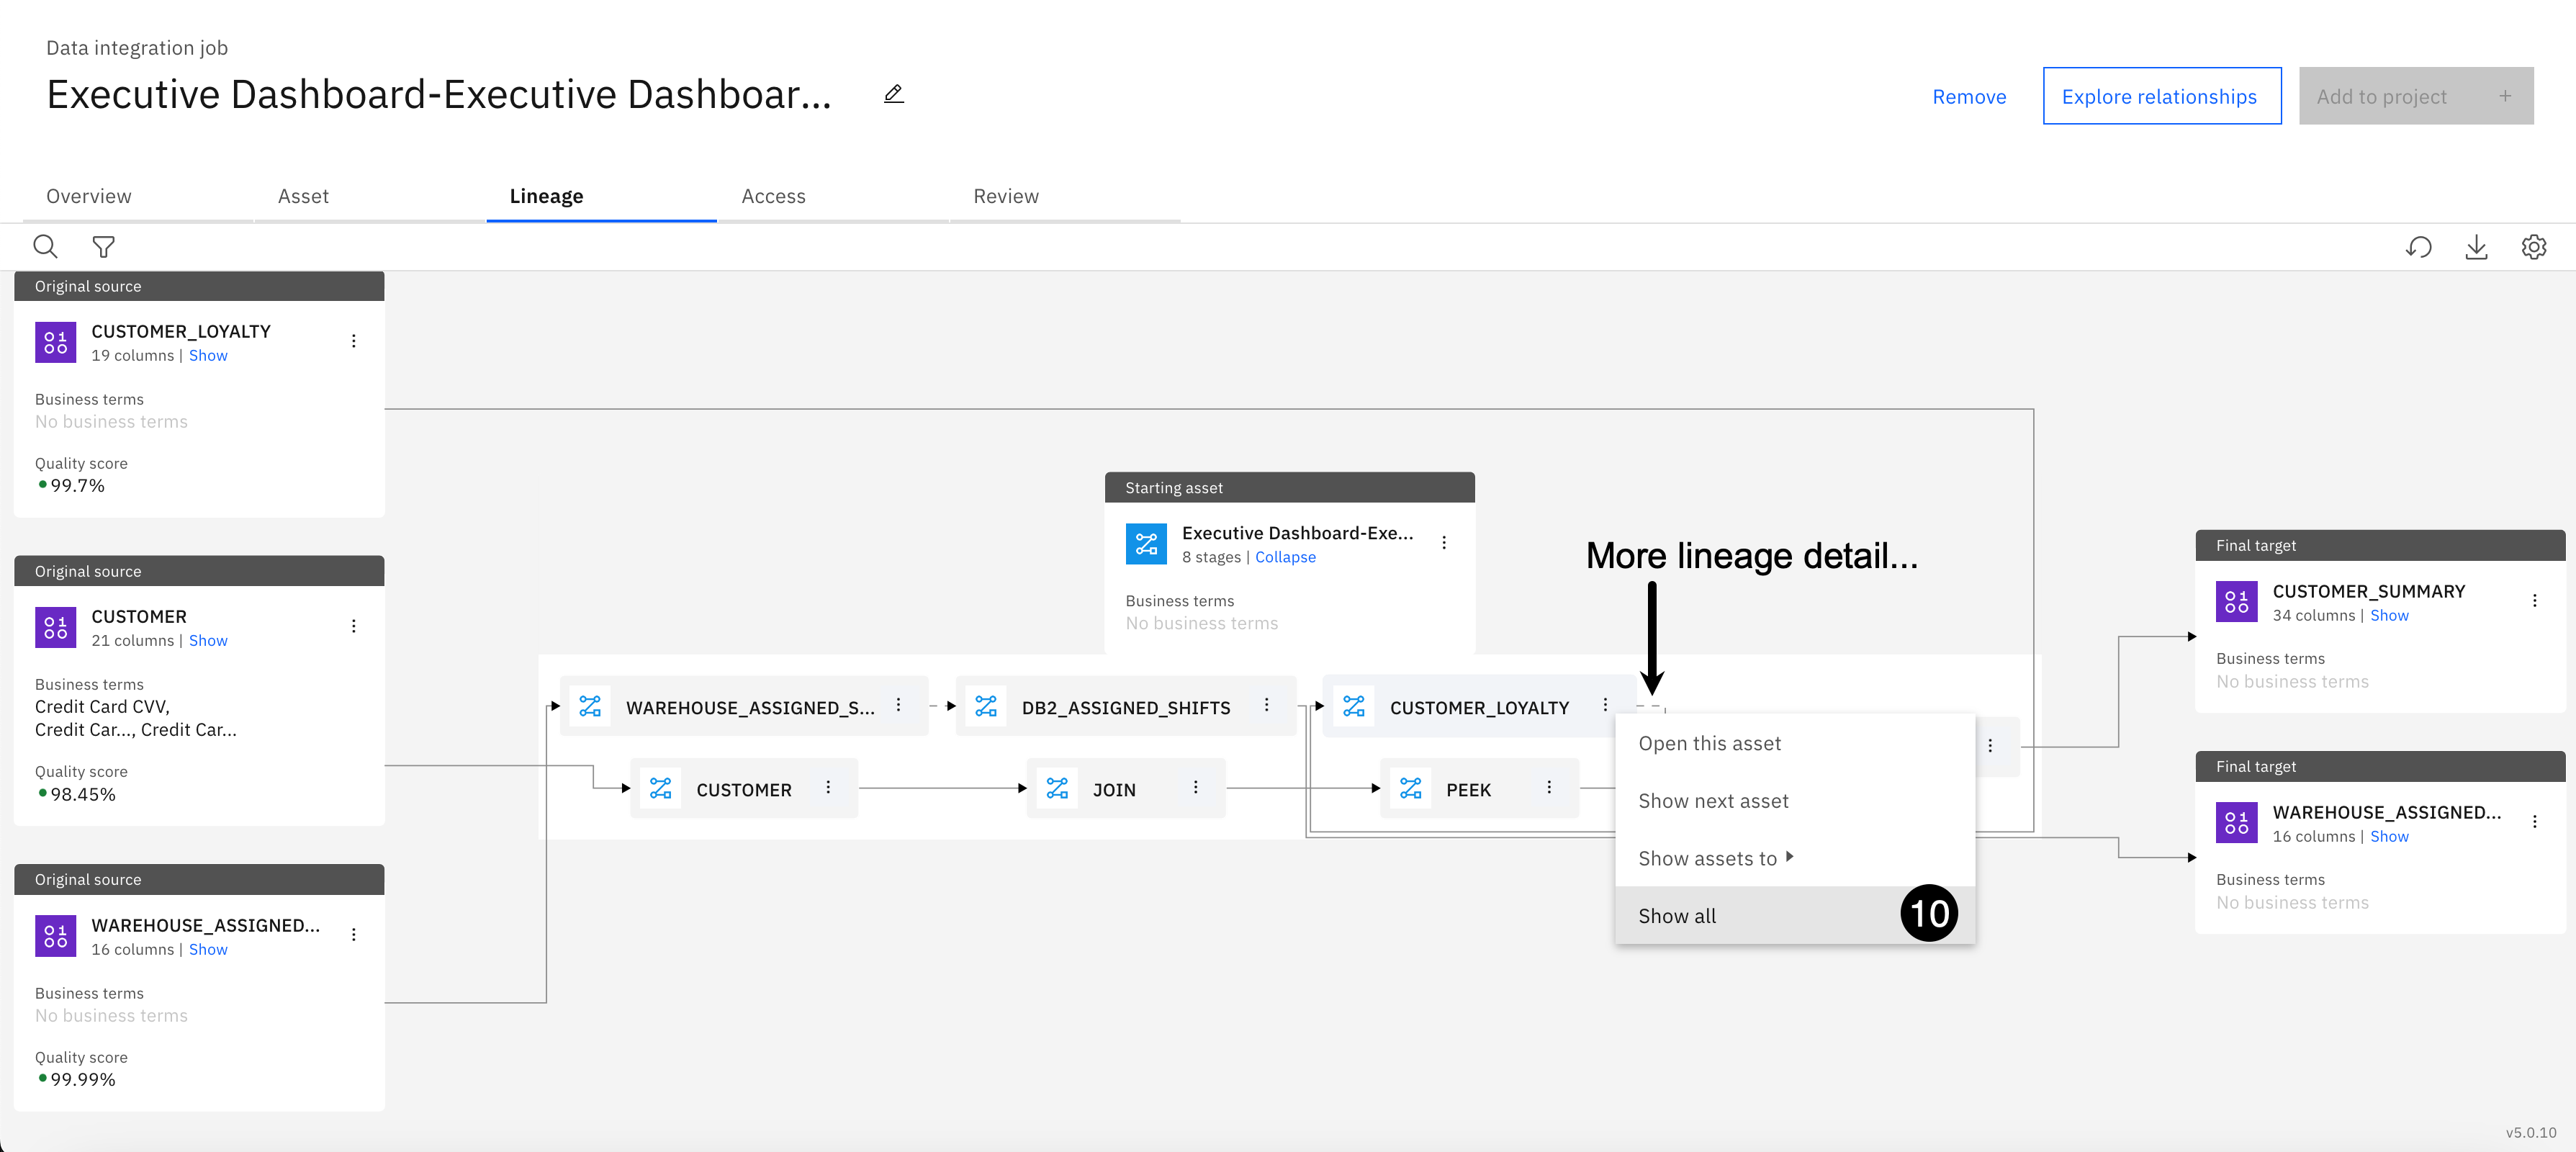 Data integration job
Executive Dashboard-Executive Dashboar...
Remove
Explore relationships
Add to project +
Overview
Asset
Lineage
Access
Review
Original source
CUSTOMER_LOYALTY
19 columns | Show
Business terms
No business terms
Quality score
99.7%
Original source
CUSTOMER
21 columns | Show
Business terms
Credit Card CVV,
Credit Car..., Credit Car...
Quality score
98.45%
Original source
WAREHOUSE_ASSIGNED...
16 columns | Show
Business terms
No business terms
Quality score
99.99%
Starting asset
Executive Dashboard-Exe...
8 stages | Collapse
Business terms
No business terms
More lineage detail...
WAREHOUSE_ASSIGNED_S...
DB2_ASSIGNED_SHIFTS
CUSTOMER_LOYALTY
CUSTOMER
JOIN
PEEK
Open this asset
Show next asset
Show assets to
Show all
10
Final target
CUSTOMER_SUMMARY
34 columns | Show
Business terms
No business terms
Final target
WAREHOUSE_ASSIGNED...
16 columns | Show
Business terms
No business terms
v5.0.10